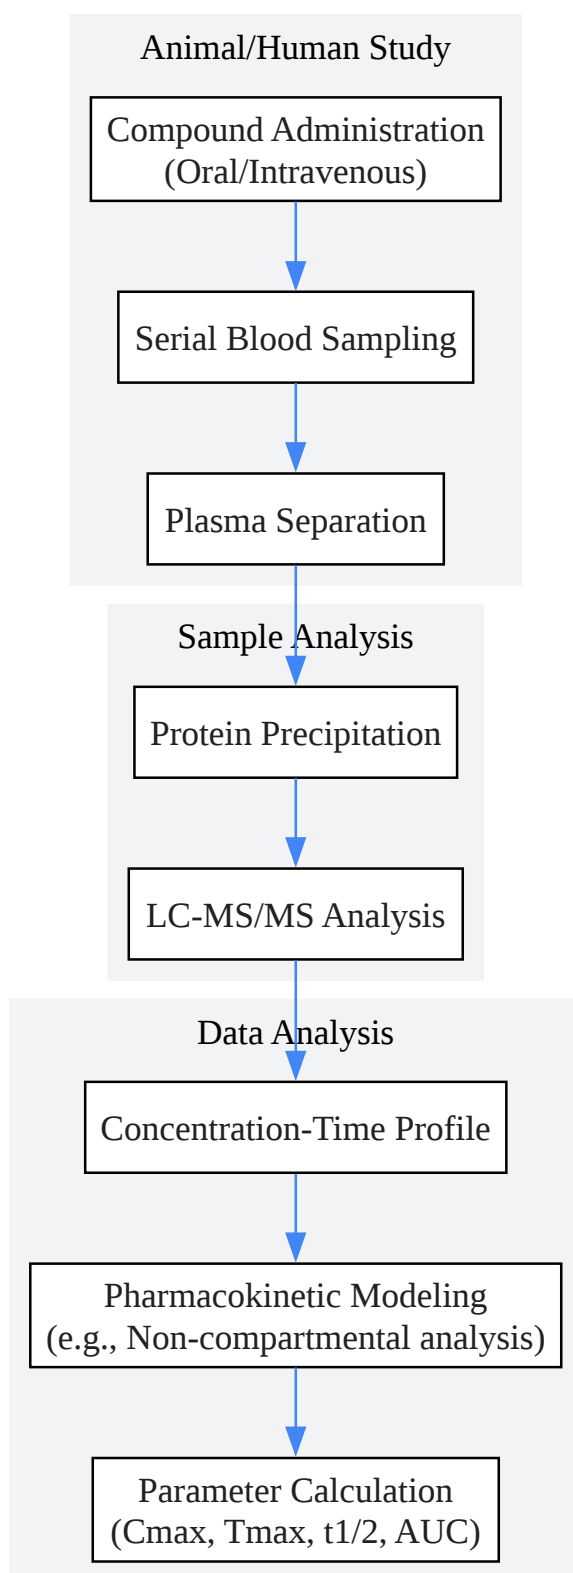 Animal/Human Study
Compound Administration
(Oral/Intravenous)
Serial Blood Sampling
Plasma Separation
Sample Analysis
Protein Precipitation
LC-MS/MS Analysis
Data Analysis
Concentration-Time Profile
Pharmacokinetic Modeling
(e.g., Non-compartmental analysis)
Parameter Calculation
(Cmax, Tmax, t1/2, AUC)